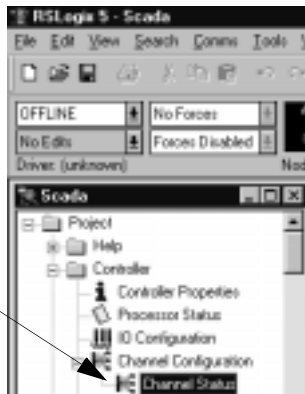 RSLogix 5 - Scada
File Edit View Search Comms Tools
OFFLINE No Forces
No Edits Forces Disabled
Driver: (unknown) Nod
Scada
Project
Help
Controller
Controller Properties
Processor Status
IO Configuration
Channel Configuration
Channel Status